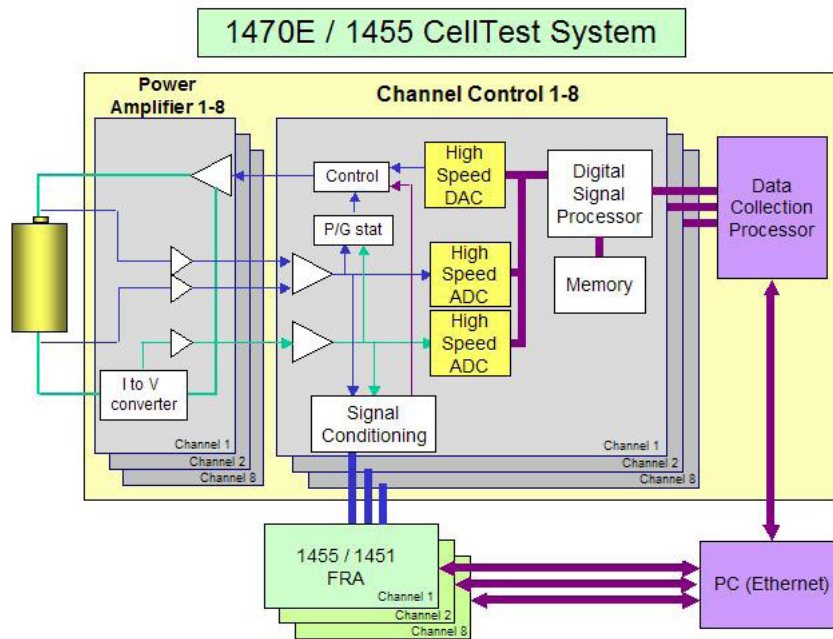 1470E / 1455 CellTest System
Power
Amplifier 1-8
Channel Control 1-8
Control
High
Speed
DAC
Digital
Signal
Processor
Data
Collection
Processor
P/G stat
High
Speed
ADC
Memory
High
Speed
ADC
I to V
converter
Signal
Conditioning
Channel 1
Channel 2
Channel 8
Channel 1
Channel 2
Channel 8
1455 / 1451
FRA
Channel 1
Channel 2
Channel 8
PC (Ethernet)